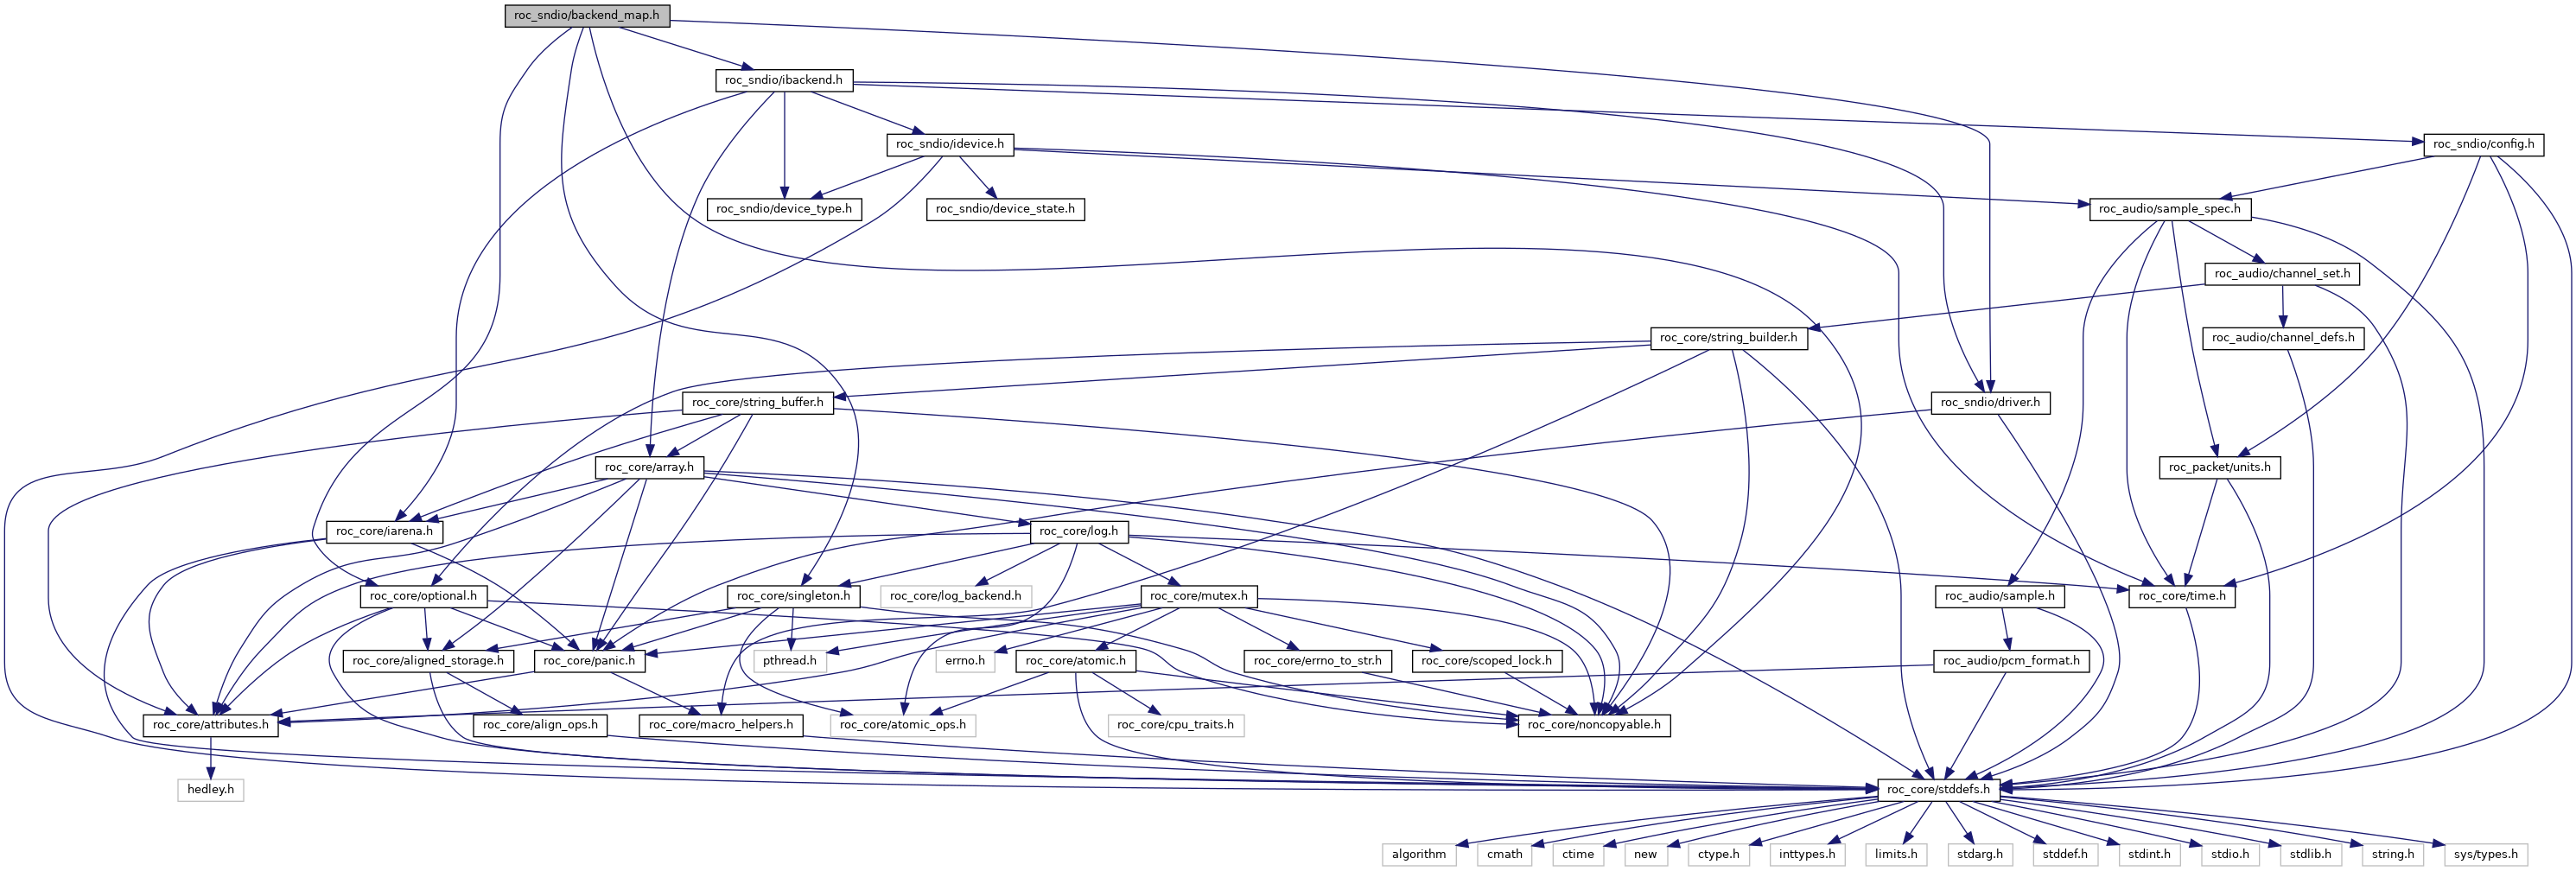 roc_sndio/backend_map.h
roc_sndio/ibackend.h
roc_sndio/idevice.h
roc_sndio/config.h
roc_sndio/device_type.h
roc_sndio/device_state.h
roc_audio/sample_spec.h
roc_audio/channel_set.h
roc_core/string_builder.h
roc_audio/channel_defs.h
roc_core/string_buffer.h
roc_sndio/driver.h
roc_core/array.h
roc_packet/units.h
roc_core/iarena.h
roc_core/log.h
roc_core/optional.h
roc_core/singleton.h
roc_core/log_backend.h
roc_core/mutex.h
roc_audio/sample.h
roc_core/time.h
roc_core/aligned_storage.h
roc_core/panic.h
pthread.h
errno.h
roc_core/atomic.h
roc_core/errno_to_str.h
roc_core/scoped_lock.h
roc_audio/pcm_format.h
roc_core/attributes.h
roc_core/align_ops.h
roc_core/macro_helpers.h
roc_core/atomic_ops.h
roc_core/cpu_traits.h
roc_core/noncopyable.h
hedley.h
roc_core/stddefs.h
algorithm
cmath
ctime
new
ctype.h
inttypes.h
limits.h
stdarg.h
stddef.h
stdint.h
stdio.h
stdlib.h
string.h
sys/types.h